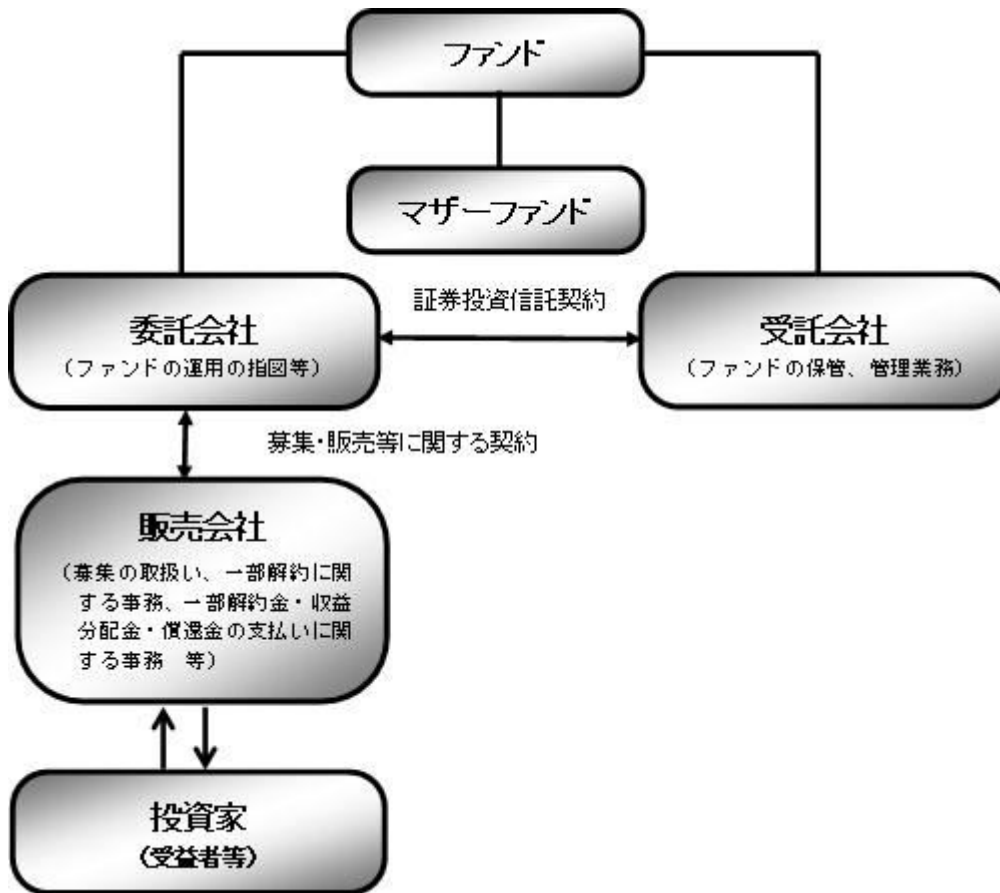 ファンド
マザーファンド
証券投資信託契約
委託会社
(ファンドの運用の指図等)
受託会社
(ファンドの保管、管理業務)
募集・販売等に関する契約
販売会社
(募集の取扱い、一部解約に関
する事務、一部解約金・収益
分配金・償還金の支払いに関
する事務 等)
投資家
(受益者等)